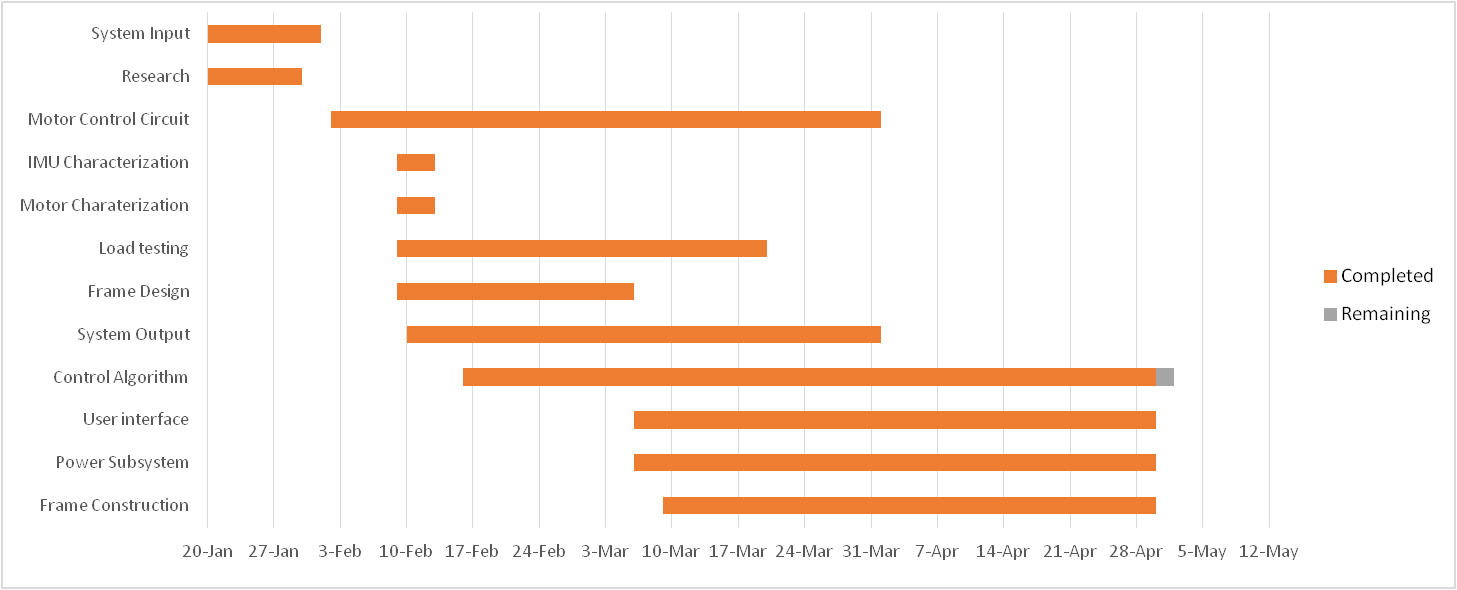 System Input
Research
Motor Control Circuit
IMU Characterization
Motor Charaterization
Load testing
Frame Design
System Output
Control Algorithm
User interface
Power Subsystem
Frame Construction
Completed
Remaining
20-Jan 27-Jan 3-Feb 10-Feb 17-Feb 24-Feb 3-Mar 10-Mar 17-Mar 24-Mar 31-Mar 7-Apr 14-Apr 21-Apr 28-Apr 5-May 12-May